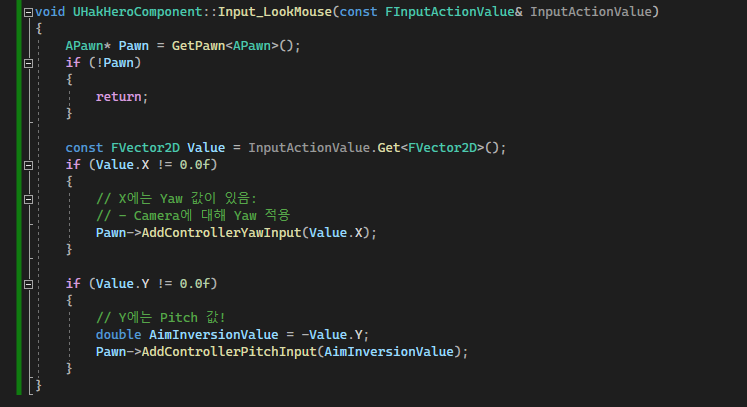 void UHakHeroComponent::Input_LookMouse(const FInputActionValue& InputActionValue)
{
    APawn* Pawn = GetPawn<APawn>();
    if (!Pawn)
    {
        return;
    }

    const FVector2D Value = InputActionValue.Get<FVector2D>();
    if (Value.X != 0.0f)
    {
        // X에는 Yaw 값이 있음:
        // - Camera에 대해 Yaw 적용
        Pawn->AddControllerYawInput(Value.X);
    }

    if (Value.Y != 0.0f)
    {
        // Y에는 Pitch 값!
        double AimInversionValue = -Value.Y;
        Pawn->AddControllerPitchInput(AimInversionValue);
    }
}